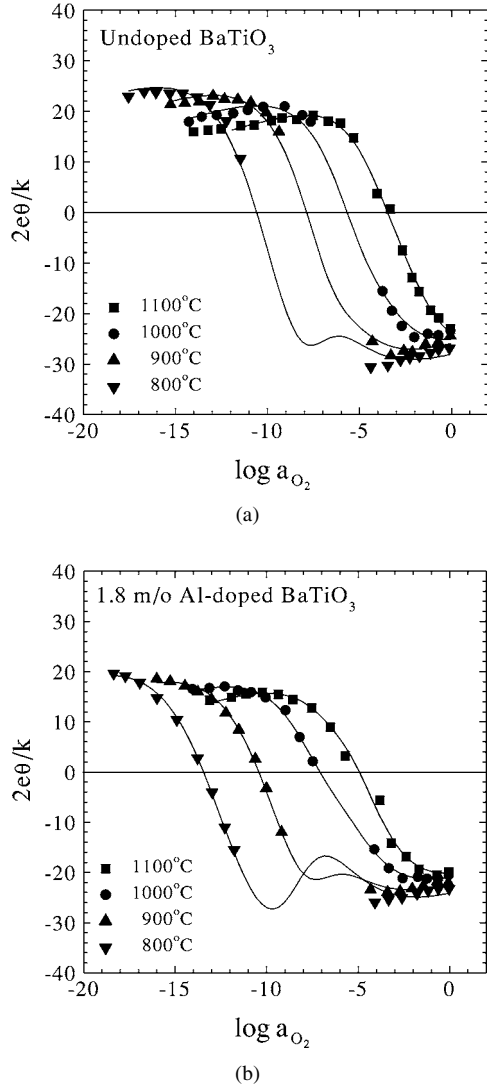 40
Undoped BaTiO3
30
20
10
0
-10
-20
-30
-40
2eθ/k
■ 1100°C
● 1000°C
▲ 900°C
▼ 800°C
-20 -15 -10 -5 0
log aO2
(a)
40
1.8 m/o Al-doped BaTiO3
30
20
10
0
-10
-20
-30
-40
2eθ/k
■ 1100°C
● 1000°C
▲ 900°C
▼ 800°C
-20 -15 -10 -5 0
log aO2
(b)